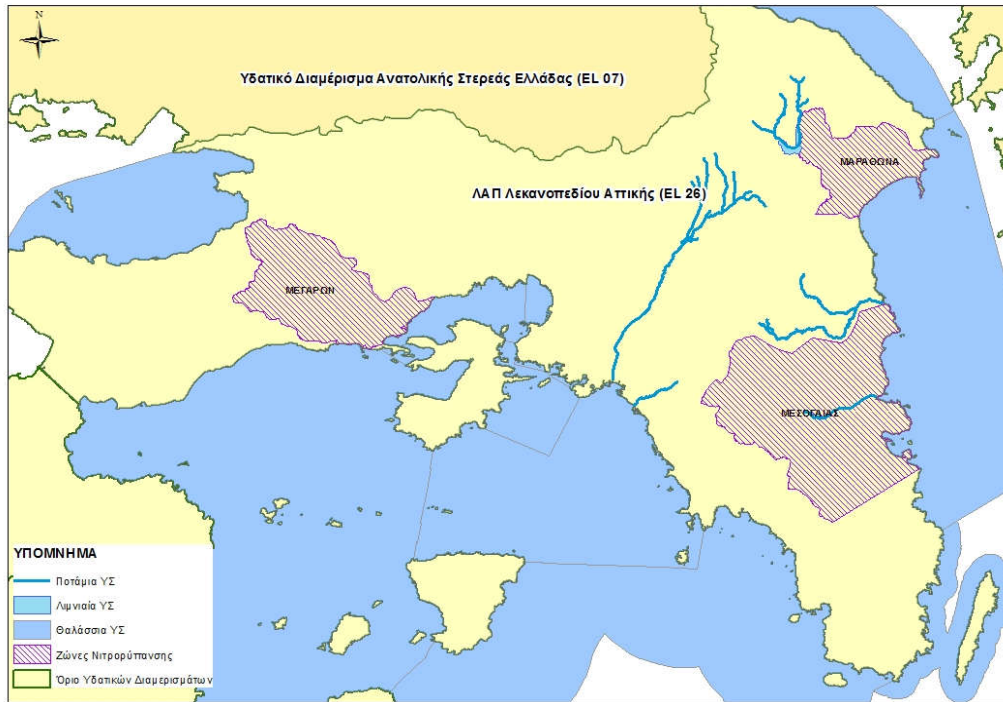 N
Υδατικό Διαμέρισμα Ανατολικής Στερεάς Ελλάδας (EL 07)
ΜΑΡΑΘΩΝΑ
ΛΑΠ Λεκανοπεδίου Αττικής (EL 26)
ΜΕΓΑΡΩΝ
ΜΕΣΟΓΑΙΑΣ
ΥΠΟΜΝΗΜΑ
Ποτάμια ΥΣ
Λιμνιαία ΥΣ
Θαλάσσια ΥΣ
Ζώνες Νιτρορύπανσης
Όριο Υδατικών Διαμερισμάτων